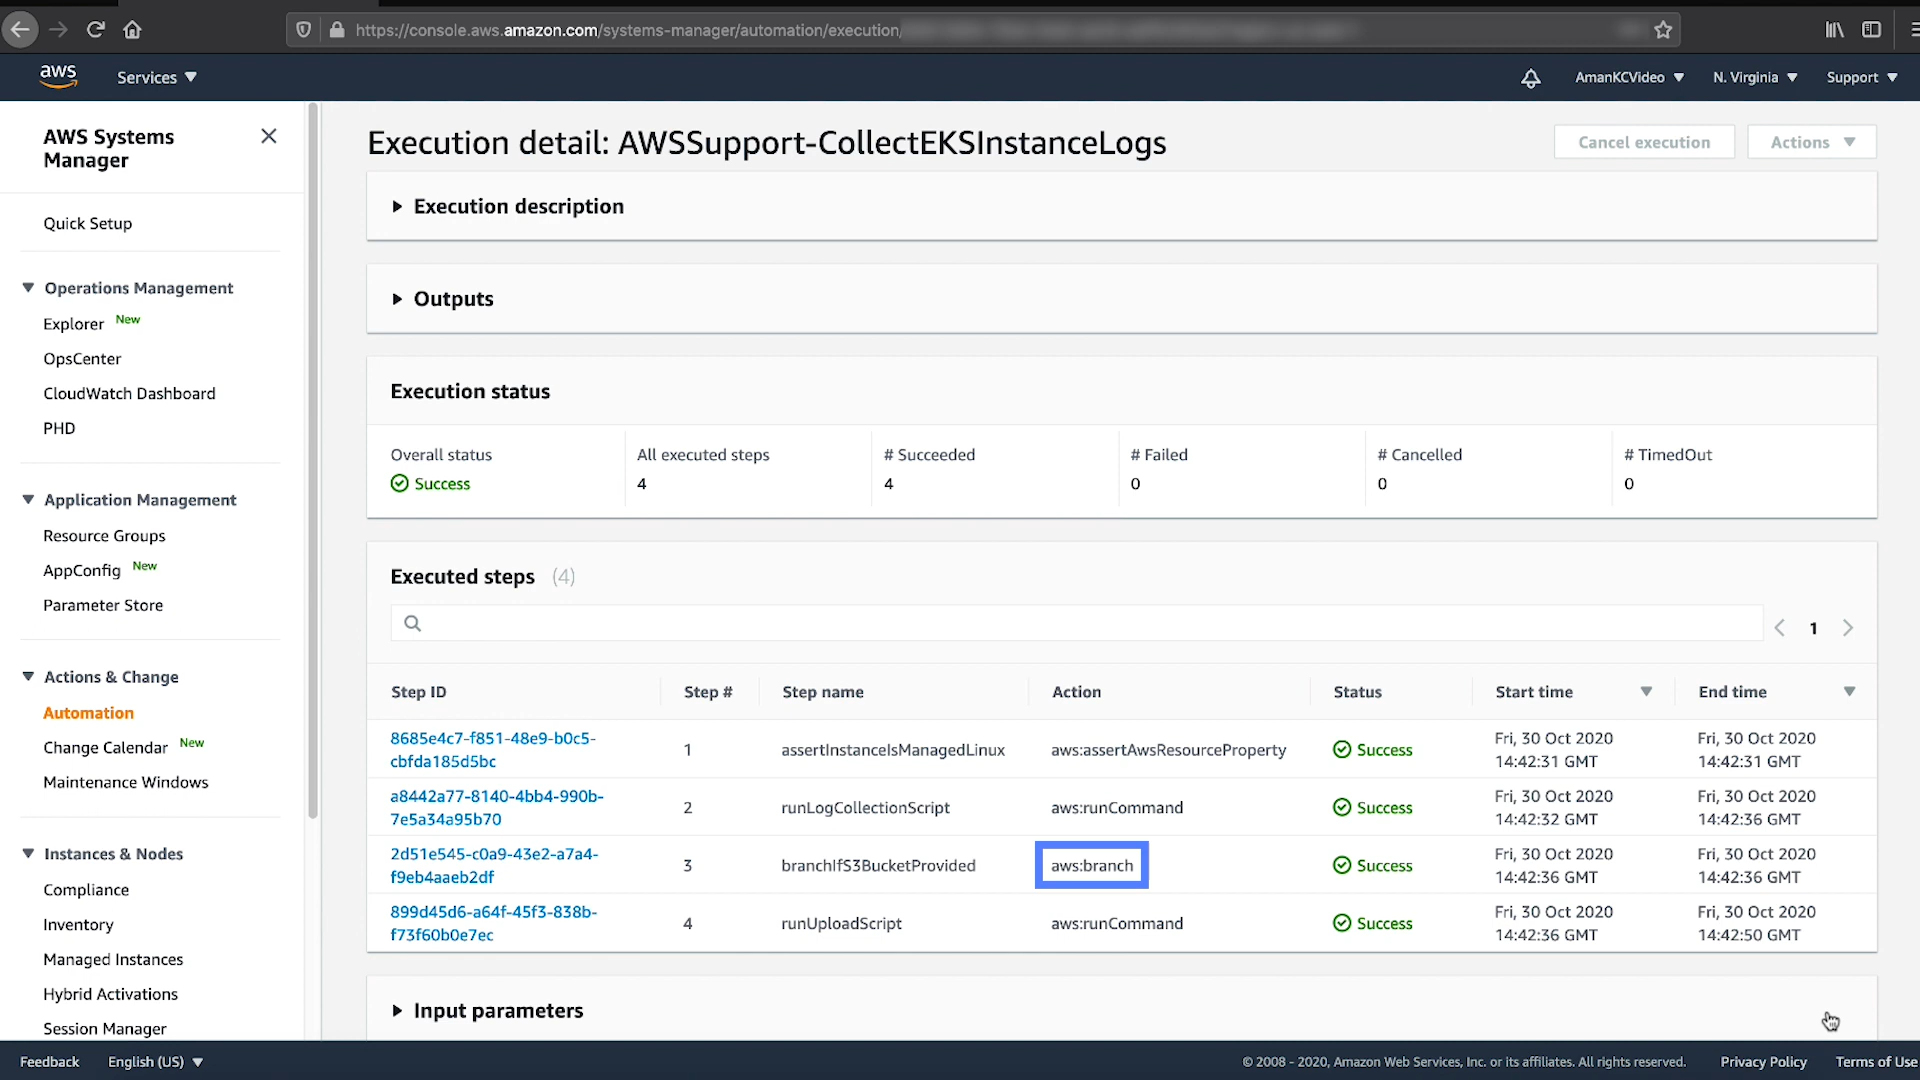 https://console.aws.amazon.com/systems-manager/automation/execution/
aws
Services
AmanKCVideo
N. Virginia
Support
AWS Systems
Manager
Quick Setup
Operations Management
Explorer New
OpsCenter
CloudWatch Dashboard
PHD
Application Management
Resource Groups
AppConfig New
Parameter Store
Actions & Change
Automation
Change Calendar New
Maintenance Windows
Instances & Nodes
Compliance
Inventory
Managed Instances
Hybrid Activations
Session Manager
Execution detail: AWSSupport-CollectEKSInstanceLogs
Cancel execution
Actions
Execution description
Outputs
Execution status
Overall status
Success
All executed steps
4
# Succeeded
4
# Failed
0
# Cancelled
0
# TimedOut
0
Executed steps (4)
1
Step ID Step # Step name Action Status Start time End time
8685e4c7-f851-48e9-b0c5-
cbfda185d5bc
1
assertInstanceIsManagedLinux
aws:assertAwsResourceProperty
Success
Fri, 30 Oct 2020
14:42:31 GMT
Fri, 30 Oct 2020
14:42:31 GMT
a8442a77-8140-4bb4-990b-
7e5a34a95b70
2
runLogCollectionScript
aws:runCommand
Success
Fri, 30 Oct 2020
14:42:32 GMT
Fri, 30 Oct 2020
14:42:36 GMT
2d51e545-c0a9-43e2-a7a4-
f9eb4aaeb2df
3
branchIfS3BucketProvided
aws:branch
Success
Fri, 30 Oct 2020
14:42:36 GMT
Fri, 30 Oct 2020
14:42:36 GMT
899d45d6-a64f-45f3-838b-
f73f60b0e7ec
4
runUploadScript
aws:runCommand
Success
Fri, 30 Oct 2020
14:42:36 GMT
Fri, 30 Oct 2020
14:42:50 GMT
Input parameters
Feedback
English (US)
© 2008 - 2020, Amazon Web Services, Inc. or its affiliates. All rights reserved.
Privacy Policy
Terms of Use